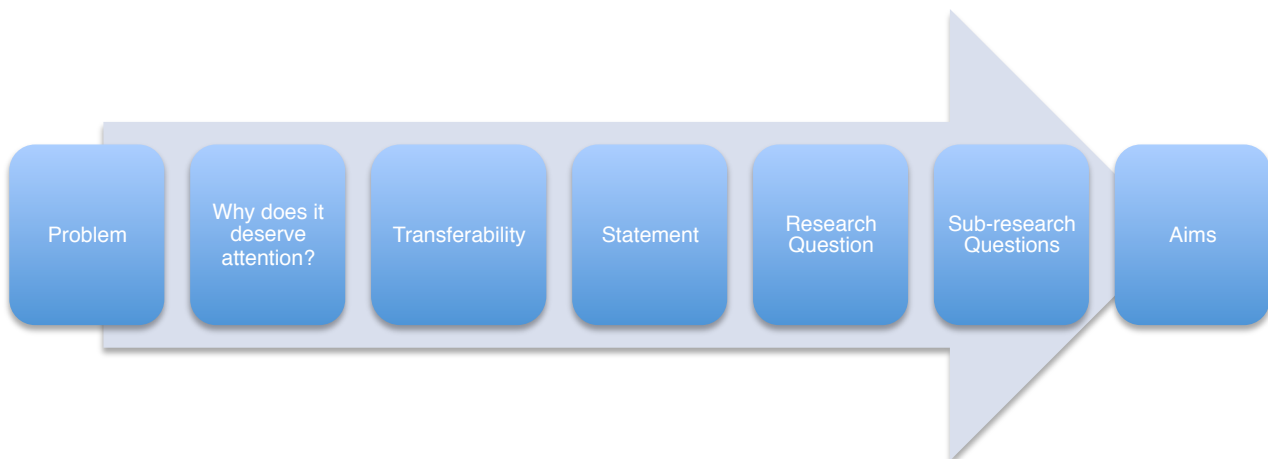 Problem
Why does it
deserve
attention?
Transferability
Statement
Research
Question
Sub-research
Questions
Aims